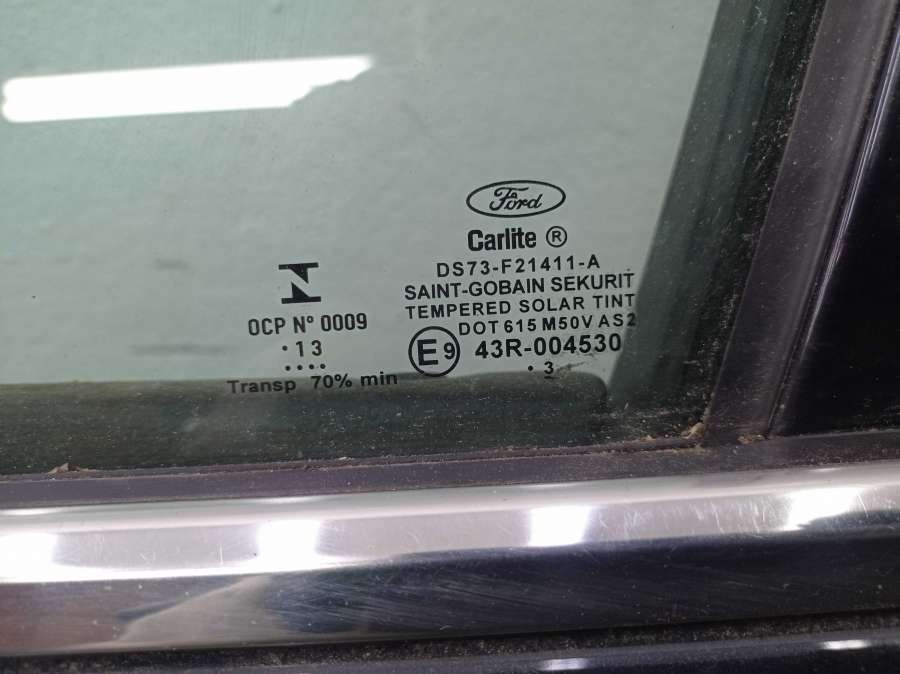 Ford
Carlite ®
DS73-F21411-A
SAINT-GOBAIN SEKURIT
TEMPERED SOLAR TINT
DOT 615 M50V AS2
E9 43R-004530
. 3
OCP N° 0009
.13
....
Transp 70% min